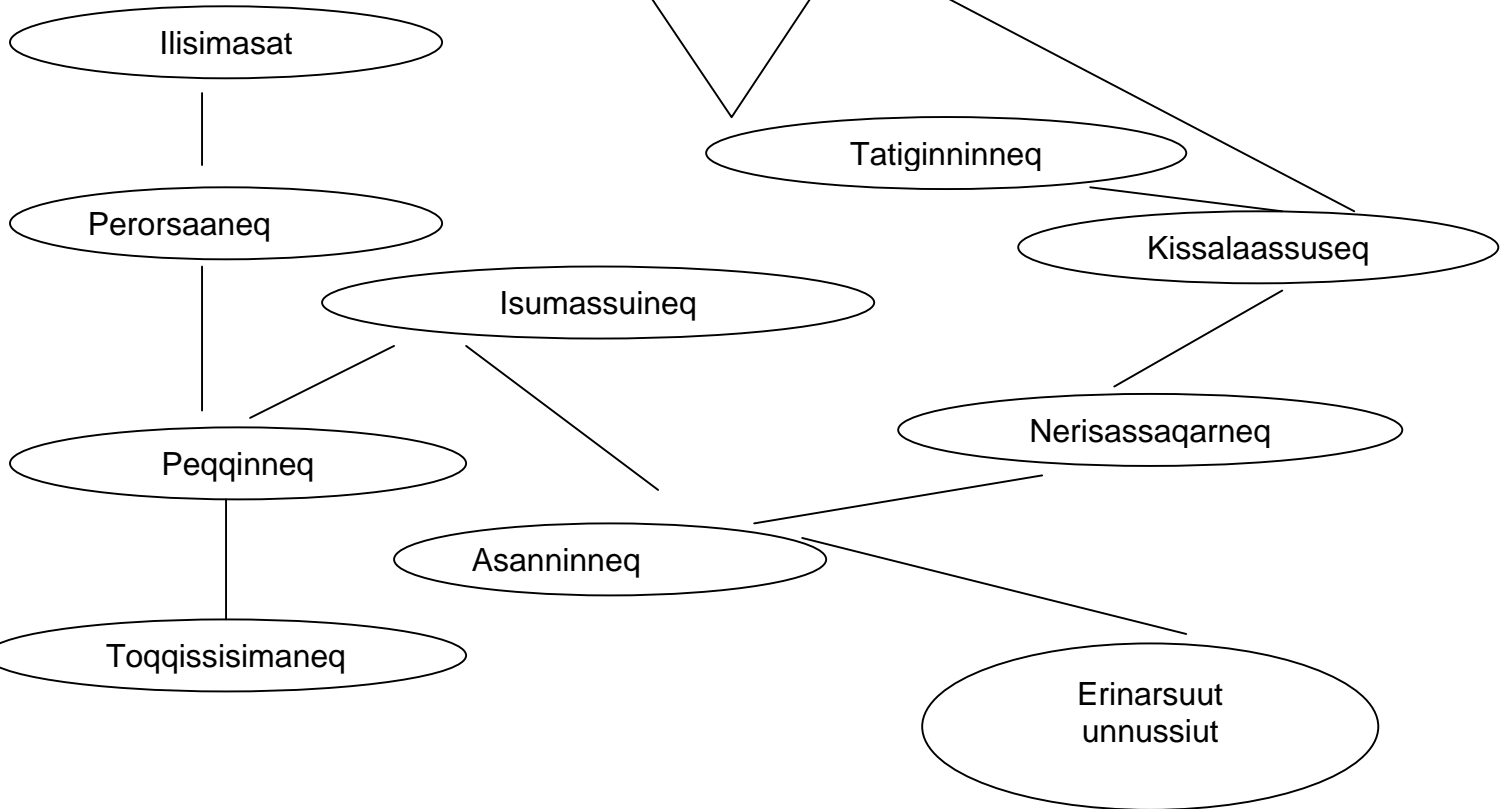 Ilisimasat
Tatiginninneq
Perorsaaneq
Kissalaassuseq
Isumassuineq
Nerisassaqarneq
Peqqinneq
Asanninneq
Toqqissisimaneq
Erinarsuut
unnussiut